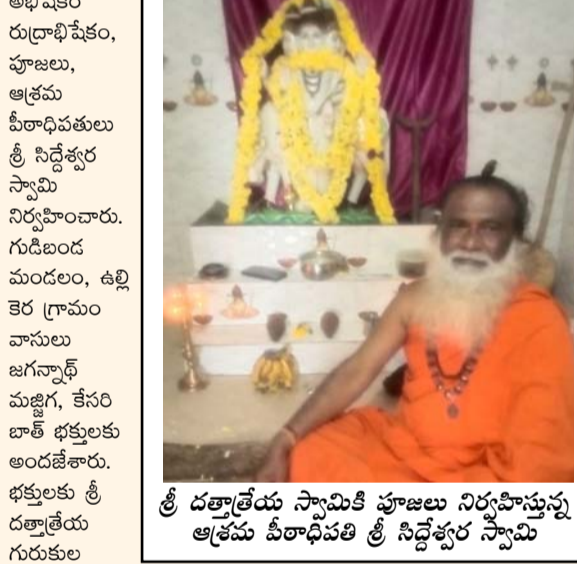 అభిషేకం
రుద్రాభిషేకం,
పూజలు,
ఆశ్రమ
పీఠాధిపతులు
శ్రీ సిద్దేశ్వర
స్వామి
నిర్వహించారు.
గుడిబండ
మండలం, ఉల్లి
కెర గ్రామం
వాసులు
జగన్నాథ్
మజ్జిగ, కేసరి
బాత్ భక్తులకు
అందజేశారు.
భక్తులకు శ్రీ
దత్తాత్రేయ
గురుకుల
శ్రీ దత్తాత్రేయ స్వామికి పూజలు నిర్వహిస్తున్న
ఆశ్రమ పీఠాధిపతి శ్రీ సిద్దేశ్వర స్వామి